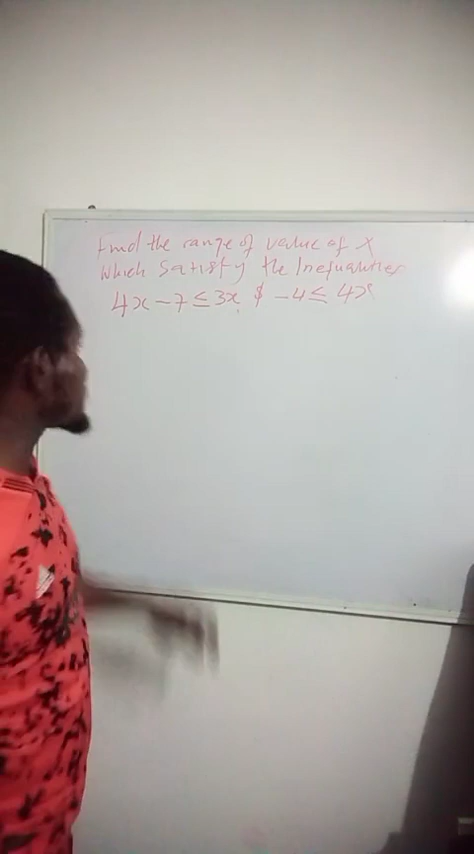 Find the range of value of x
Which Satisfy the Inequalities
4x - 7 ≤ 3x & -4 ≤ 4x